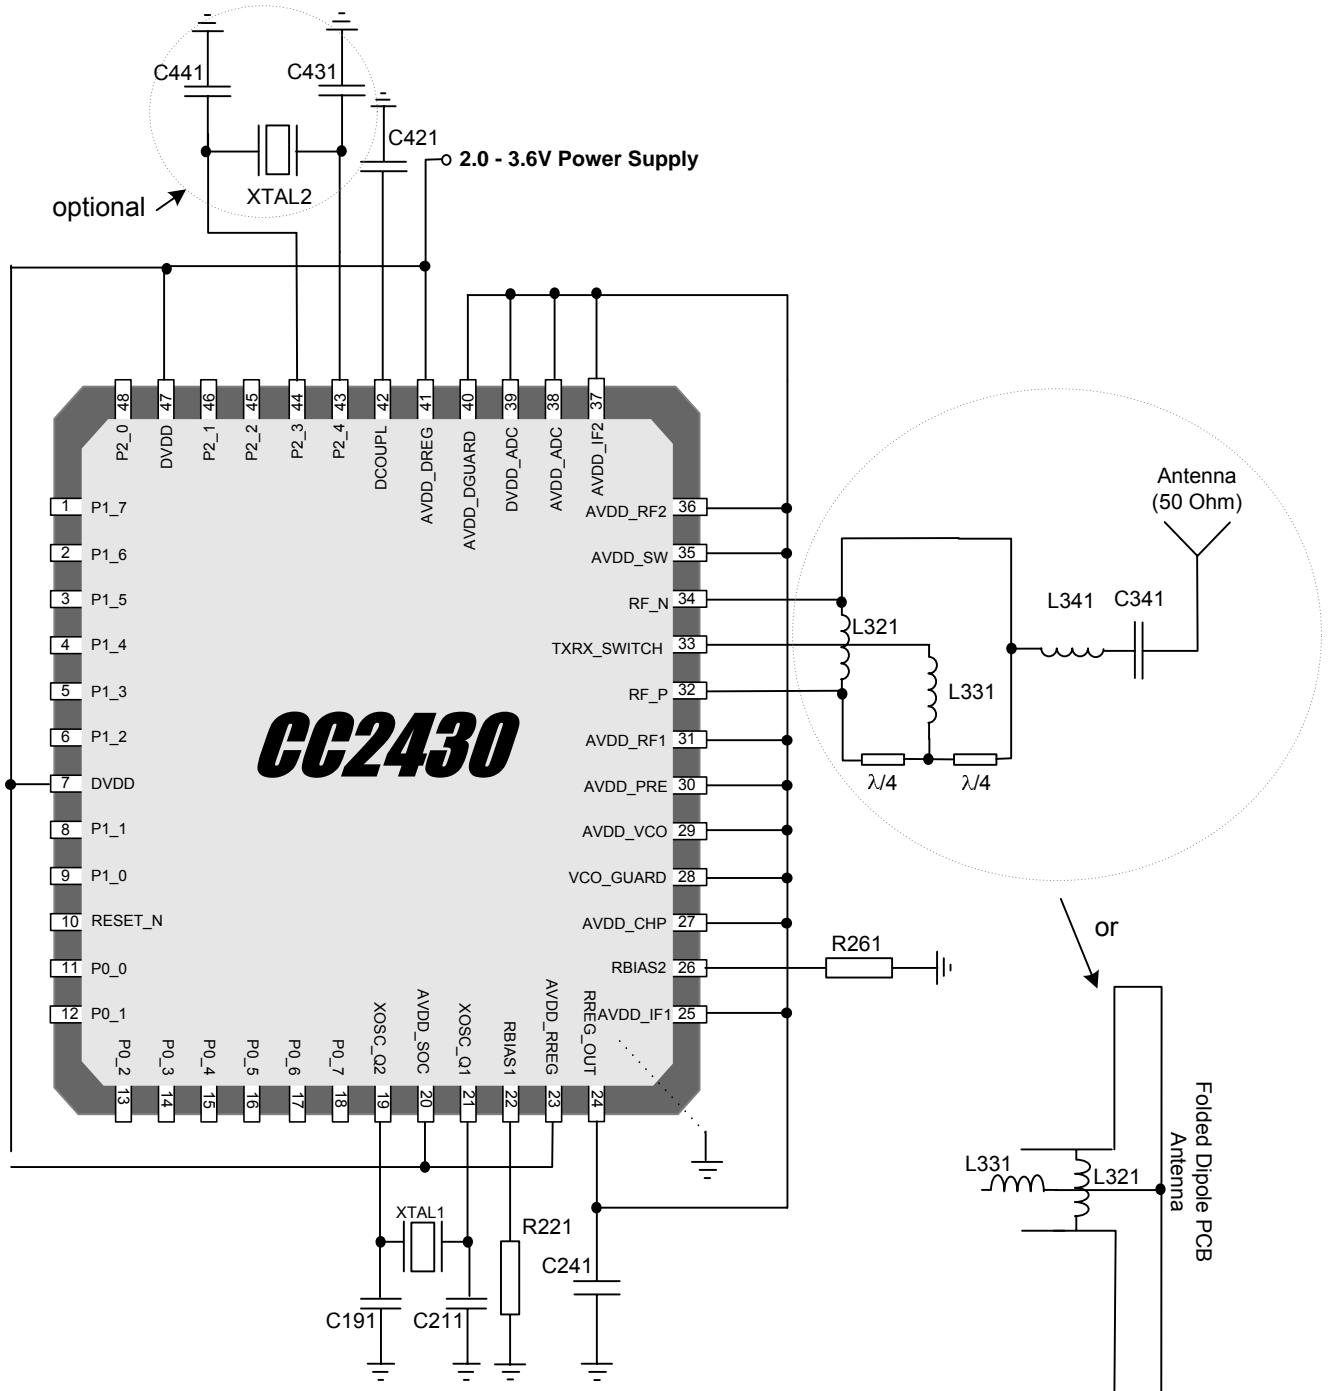 C441
C431
C421
2.0 - 3.6V Power Supply
optional
XTAL2
48
47
46
45
44
43
42
41
40
39
38
37
P2_0
DVDD
P2_1
P2_2
P2_3
P2_4
DCOUPL
AVDD_DREG
AVDD_DGUARD
DVDD_ADC
AVDD_ADC
AVDD_IF2
1 P1_7
2 P1_6
3 P1_5
4 P1_4
5 P1_3
6 P1_2
7 DVDD
8 P1_1
9 P1_0
10 RESET_N
11 P0_0
12 P0_1
CC2430
AVDD_RF2 36
AVDD_SW 35
RF_N 34
TXRX_SWITCH 33
RF_P 32
AVDD_RF1 31
AVDD_PRE 30
AVDD_VCO 29
VCO_GUARD 28
AVDD_CHP 27
RBIAS2 26
AVDD_IF1 25
P0_2
P0_3
P0_4
P0_5
P0_6
P0_7
XOSC_Q2
AVDD_SOC
XOSC_Q1
RBIAS1
AVDD_RREG
RREG_OUT
13
14
15
16
17
18
19
20
21
22
23
24
Antenna
(50 Ohm)
L341
C341
L321
L331
λ/4
λ/4
R261
or
XTAL1
R221
C241
C191
C211
L331
L321
Folded Dipole PCB
Antenna